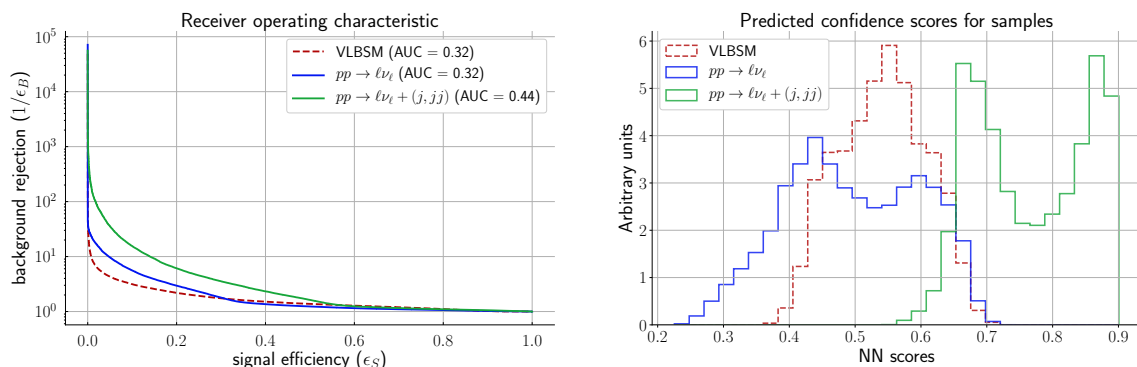 Receiver operating characteristic
background rejection (1/ϵ_B)
10^5
10^4
10^3
10^2
10^1
10^0
VLBSM (AUC = 0.32)
pp → ℓν_ℓ (AUC = 0.32)
pp → ℓν_ℓ + (j, jj) (AUC = 0.44)
0.0 0.2 0.4 0.6 0.8 1.0
signal efficiency (ϵ_S)
Predicted confidence scores for samples
Arbitrary units
6
5
4
3
2
1
0
VLBSM
pp → ℓν_ℓ
pp → ℓν_ℓ + (j, jj)
0.2 0.3 0.4 0.5 0.6 0.7 0.8 0.9
NN scores